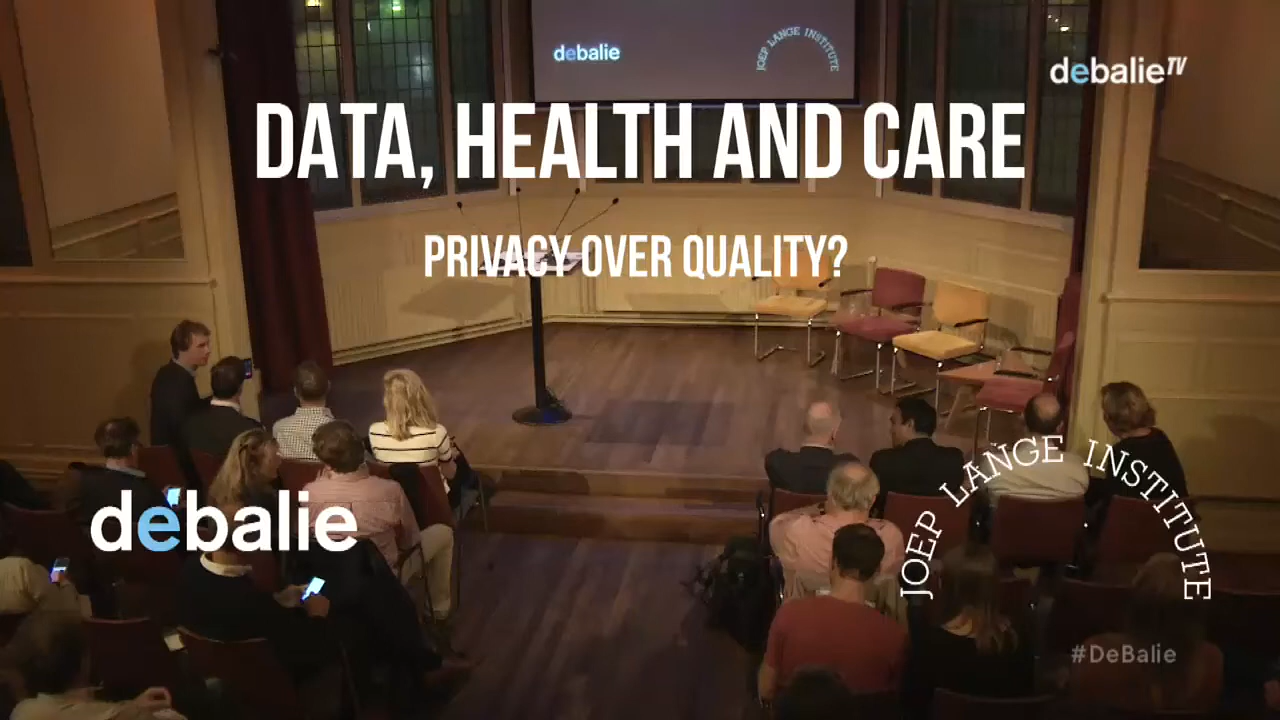 debalie
JOEP LANGE INSTITUTE
debalieTV
DATA, HEALTH AND CARE
PRIVACY OVER QUALITY?
debalie
JOEP LANGE INSTITUTE
#DeBalie